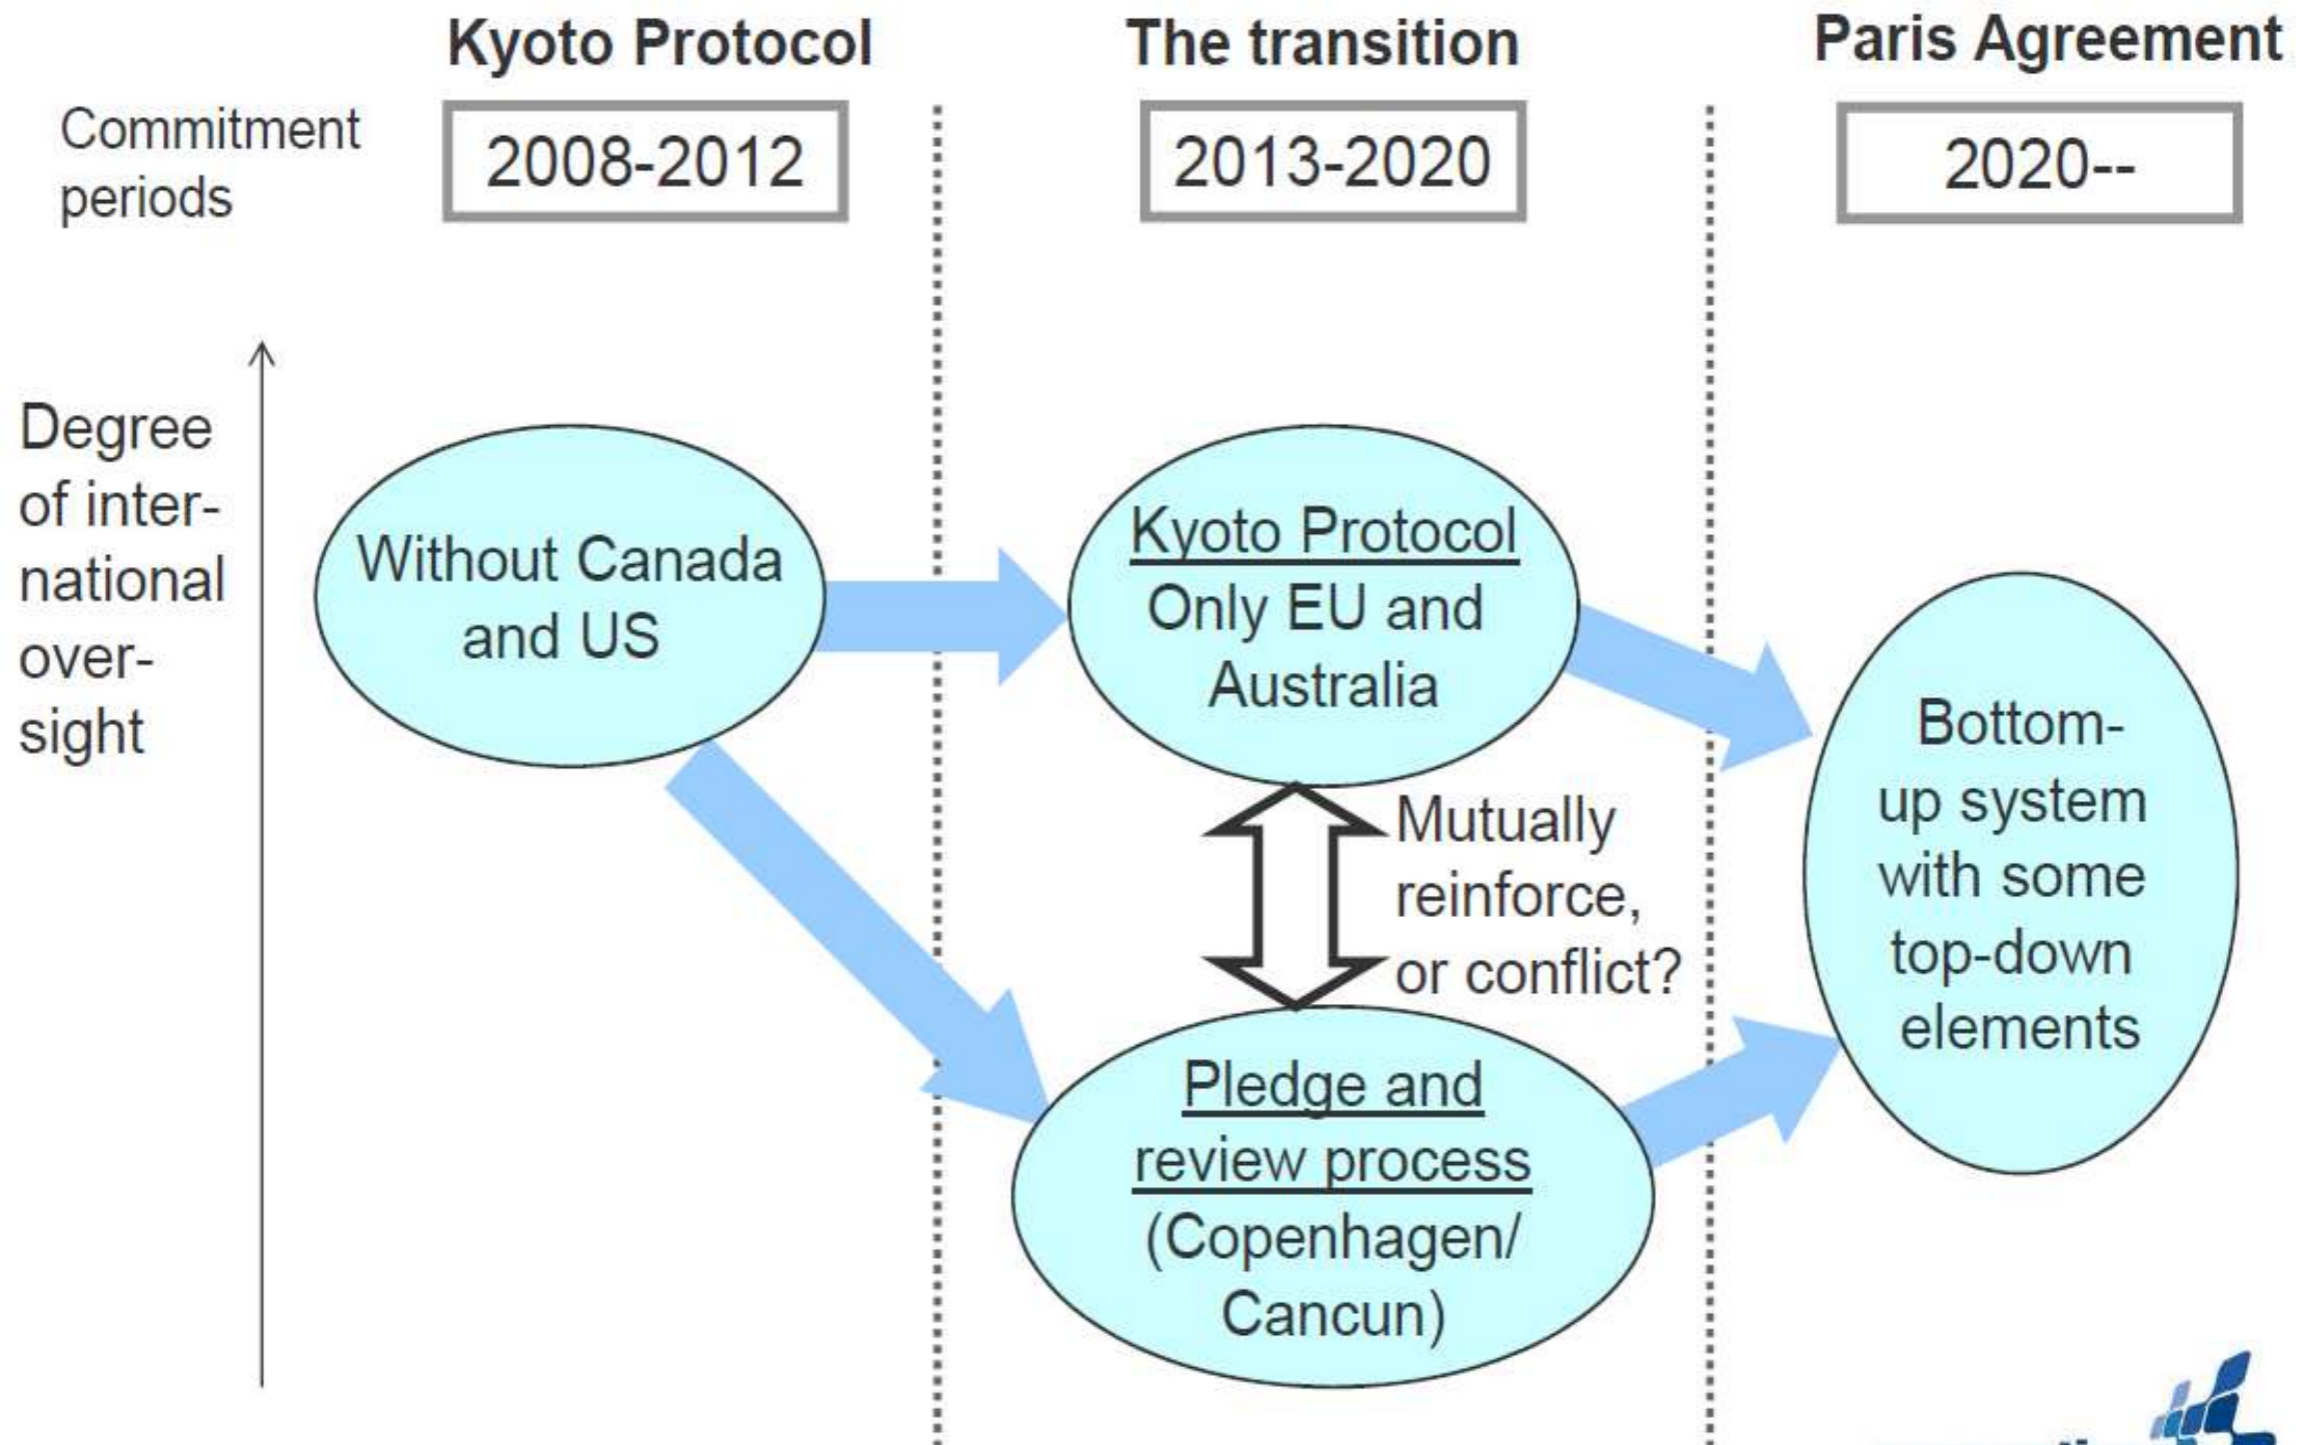 Kyoto Protocol
The transition
Paris Agreement
Commitment
periods
2008-2012
2013-2020
2020--
Degree
of inter-
national
over-
sight
Without Canada
and US
Kyoto Protocol
Only EU and
Australia
Mutually
reinforce,
or conflict?
Pledge and
review process
(Copenhagen/
Cancun)
Bottom-
up system
with some
top-down
elements